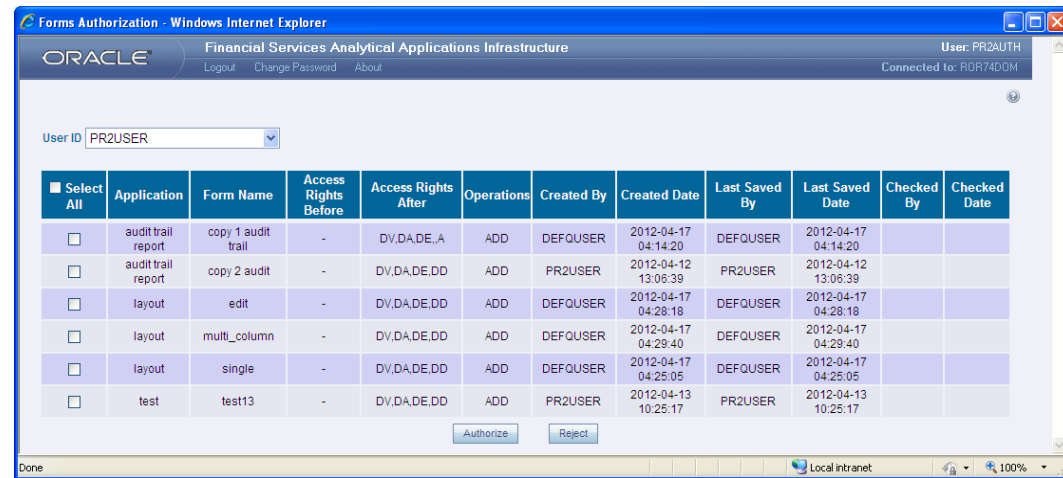 Forms Authorization - Windows Internet Explorer
ORACLE®
Financial Services Analytical Applications Infrastructure
User: PR2AUTH
Logout Change Password About
Connected to: ROR74DOM
User ID PR2USER
Select All Application Form Name Access Rights Before Access Rights After Operations Created By Created Date Last Saved By Last Saved Date Checked By Checked Date
audit trail report copy 1 audit trail - DV,DA,DE,,A ADD DEFQUSER 2012-04-17 04:14:20 DEFQUSER 2012-04-17 04:14:20
audit trail report copy 2 audit - DV,DA,DE,DD ADD PR2USER 2012-04-12 13:06:39 PR2USER 2012-04-12 13:06:39
layout edit - DV,DA,DE,DD ADD DEFQUSER 2012-04-17 04:28:18 DEFQUSER 2012-04-17 04:28:18
layout multi_column - DV,DA,DE,DD ADD DEFQUSER 2012-04-17 04:29:40 DEFQUSER 2012-04-17 04:29:40
layout single - DV,DA,DE,DD ADD DEFQUSER 2012-04-17 04:25:05 DEFQUSER 2012-04-17 04:25:05
test test13 - DV,DA,DE,DD ADD PR2USER 2012-04-13 10:25:17 PR2USER 2012-04-13 10:25:17
Authorize Reject
Done Local intranet 100%